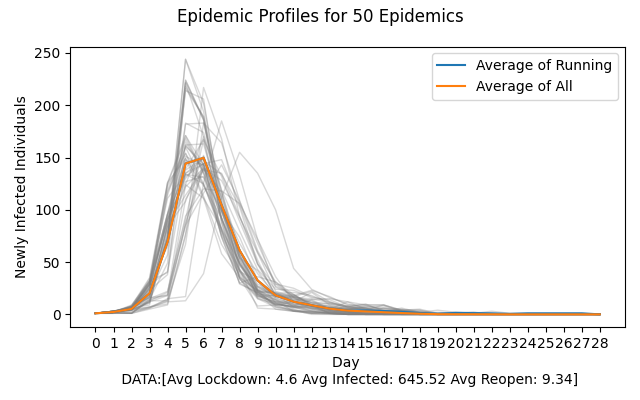 Epidemic Profiles for 50 Epidemics
Average of Running
Average of All
Newly Infected Individuals
250
200
150
100
50
0
0 1 2 3 4 5 6 7 8 9 10 11 12 13 14 15 16 17 18 19 20 21 22 23 24 25 26 27 28
Day
DATA:[Avg Lockdown: 4.6 Avg Infected: 645.52 Avg Reopen: 9.34]